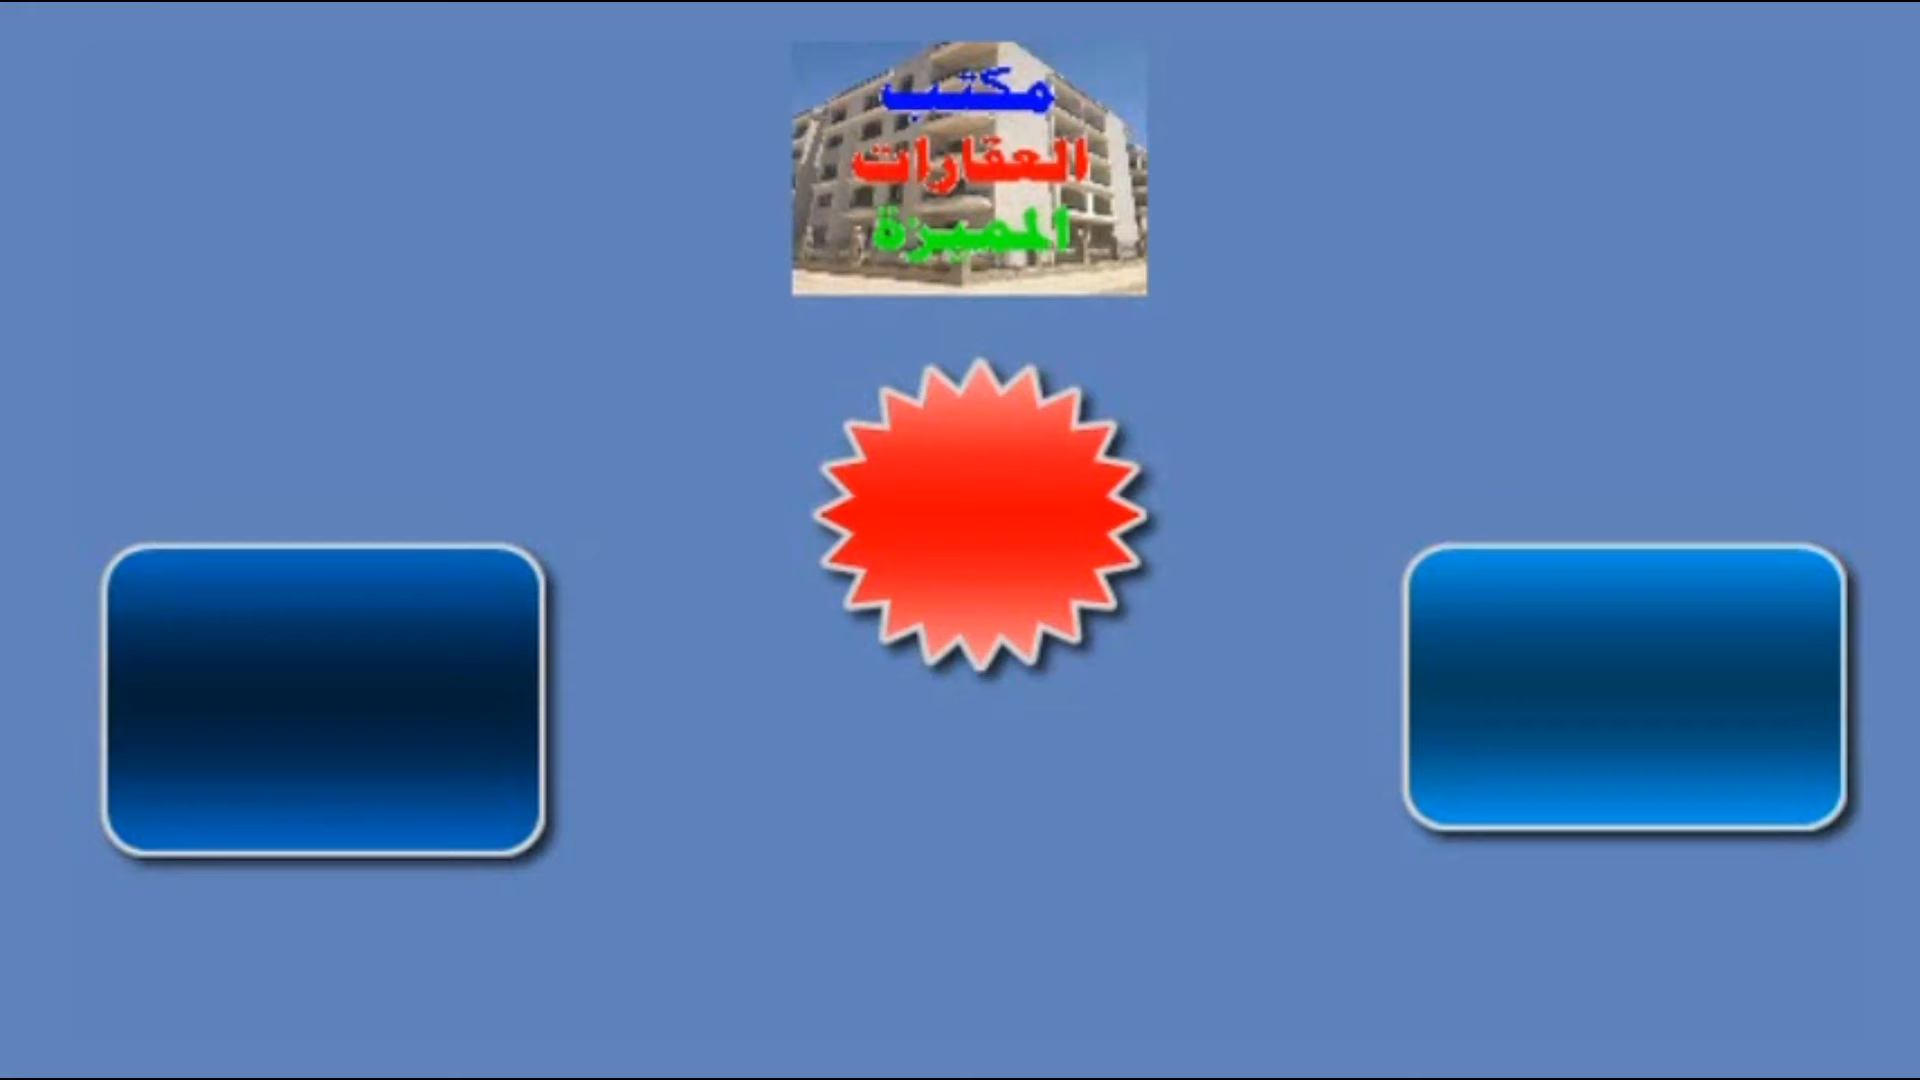 مكتب
العقارات
المميزة